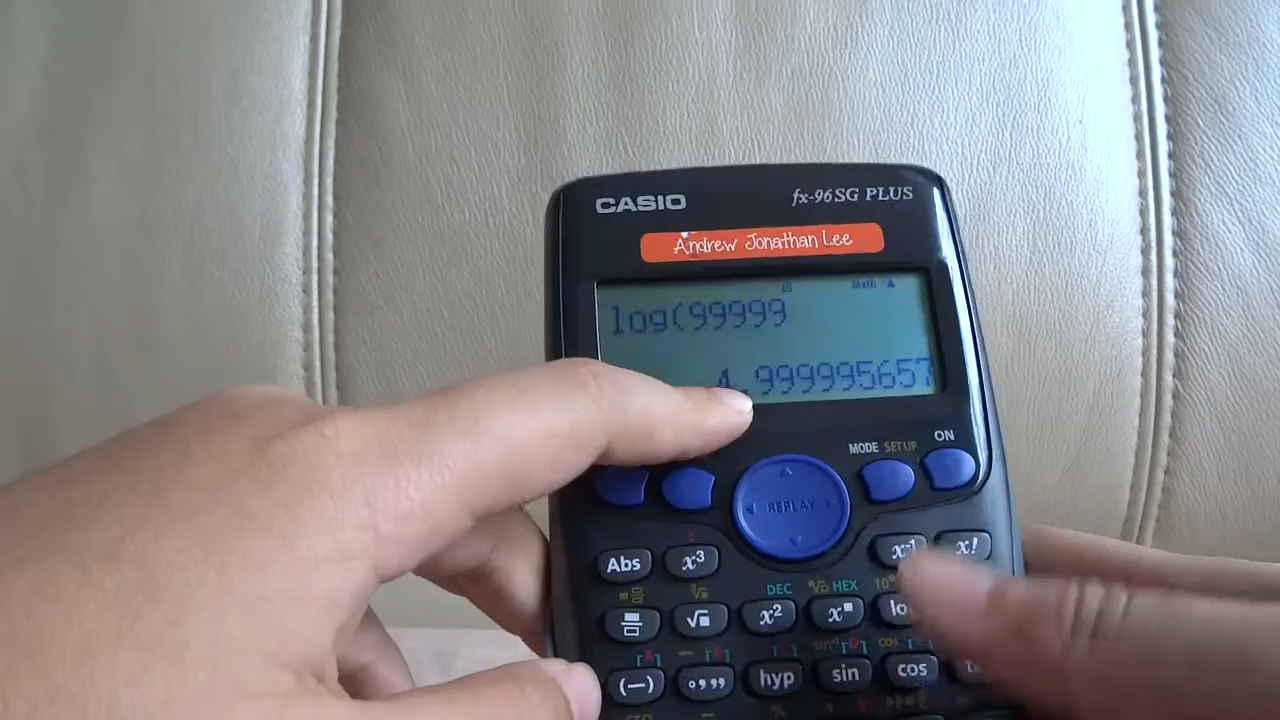 CASIO fx-96SG PLUS
Andrew Jonathan Lee
D Math ▲
log(99999
4.999995657
MODE SETUP ON
REPLAY
Abs x³ x⁻¹ x!
DEC HEX
√■ x² x■
hyp sin cos